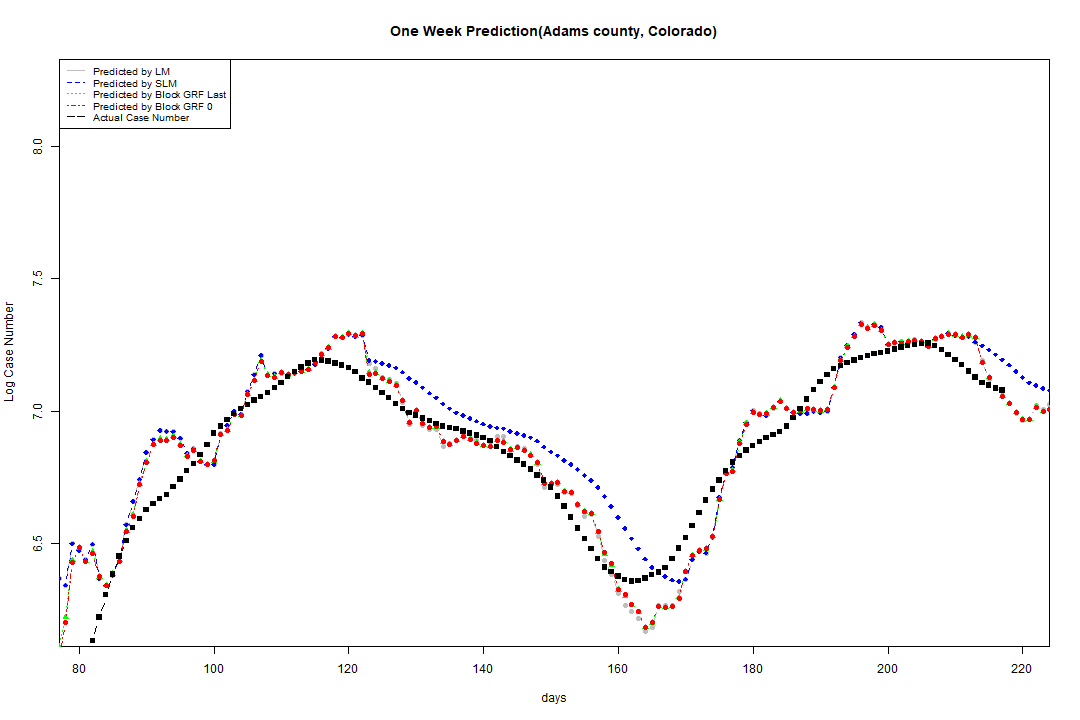 One Week Prediction(Adams county, Colorado)
Predicted by LM
Predicted by SLM
Predicted by Block GRF Last
Predicted by Block GRF 0
Actual Case Number
Log Case Number
8.0
7.5
7.0
6.5
80 100 120 140 160 180 200 220
days